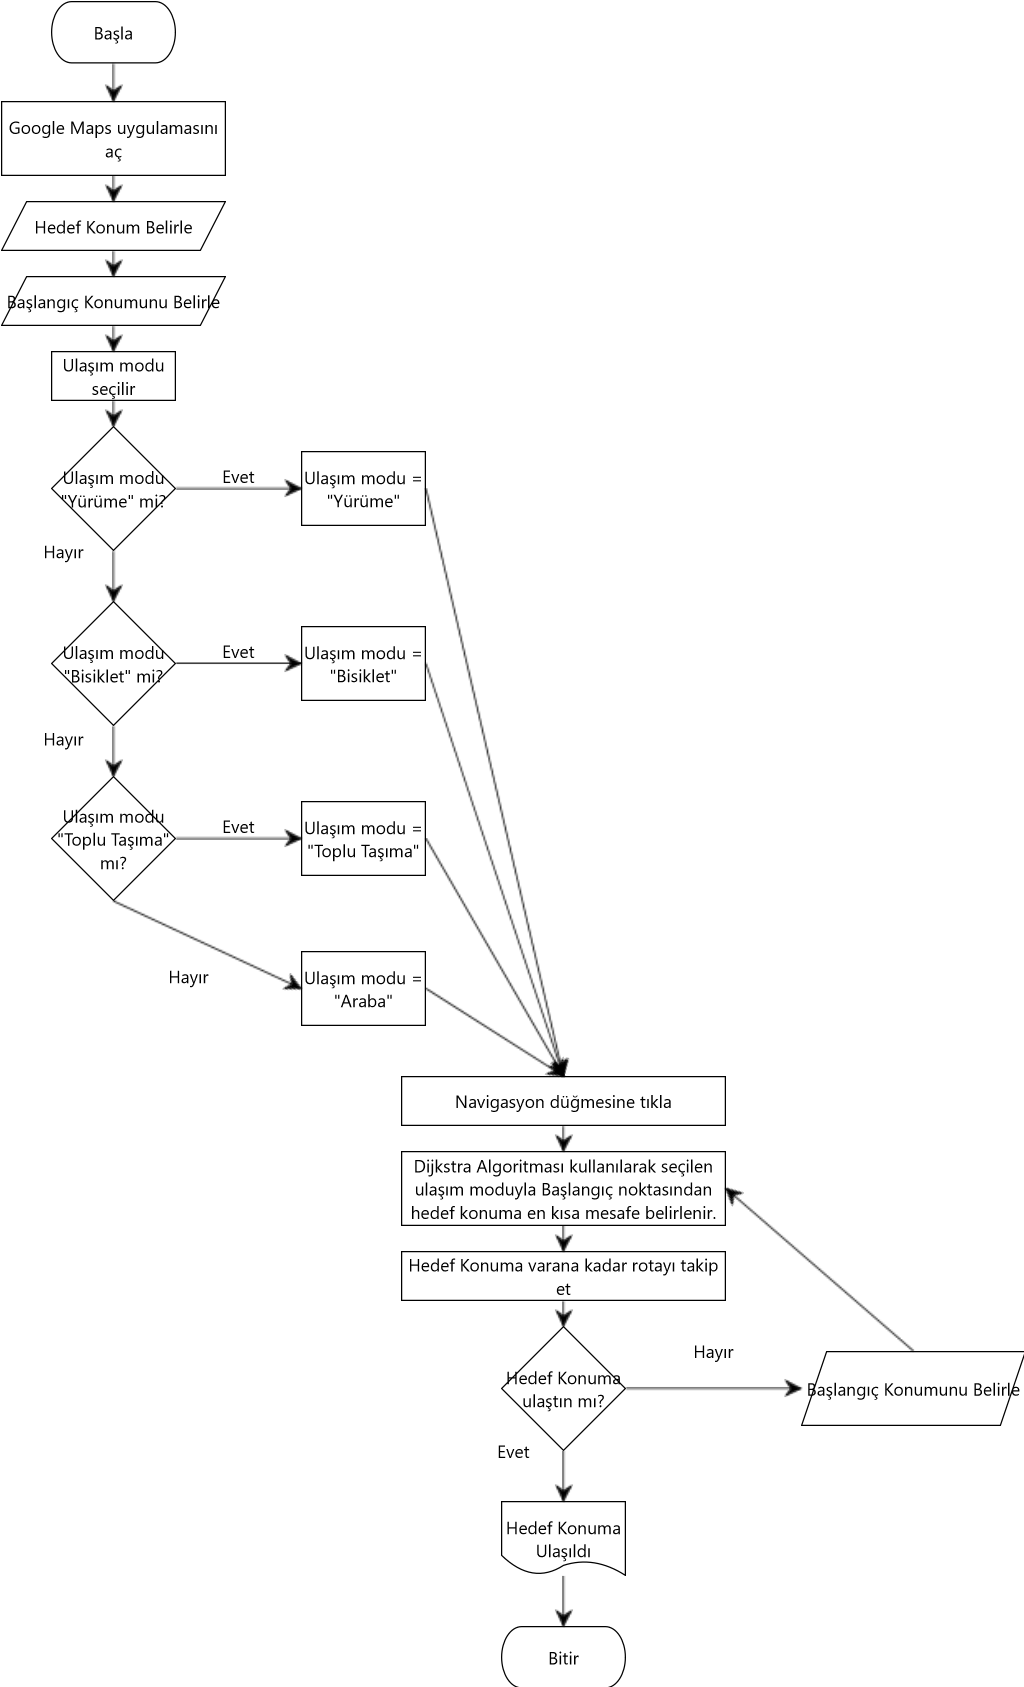 Başla
Google Maps uygulamasını
aç
Hedef Konum Belirle
Başlangıç Konumunu Belirle
Ulaşım modu
seçilir
Ulaşım modu
"Yürüme" mi?
Evet
Ulaşım modu =
"Yürüme"
Hayır
Ulaşım modu
"Bisiklet" mi?
Evet
Ulaşım modu =
"Bisiklet"
Hayır
Ulaşım modu
"Toplu Taşıma"
mı?
Evet
Ulaşım modu =
"Toplu Taşıma"
Hayır
Ulaşım modu =
"Araba"
Navigasyon düğmesine tıkla
Dijkstra Algoritması kullanılarak seçilen
ulaşım moduyla Başlangıç noktasından
hedef konuma en kısa mesafe belirlenir.
Hedef Konuma varana kadar rotayı takip
et
Hedef Konuma
ulaştın mı?
Hayır
Başlangıç Konumunu Belirle
Evet
Hedef Konuma
Ulaşıldı
Bitir